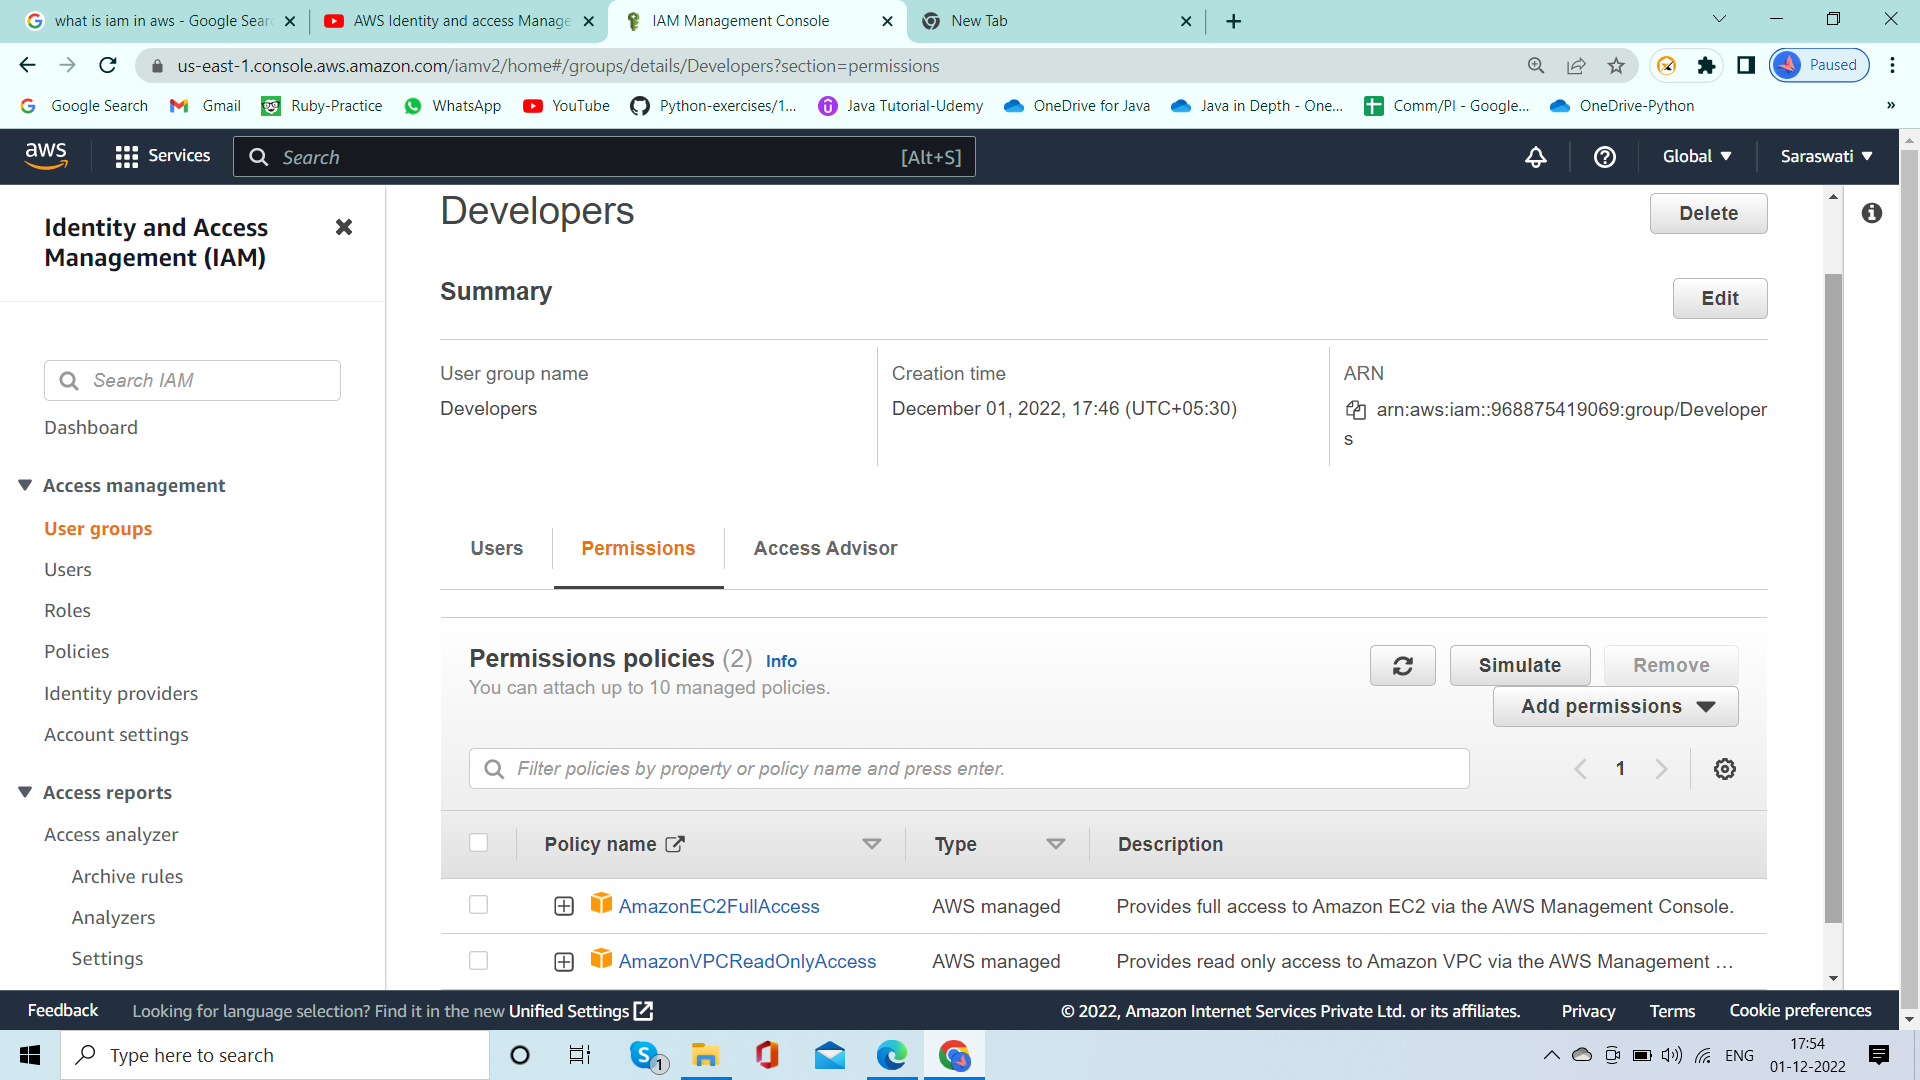 what is iam in aws - Google Sear
AWS Identity and access Manage
IAM Management Console
New Tab
us-east-1.console.aws.amazon.com/iamv2/home#/groups/details/Developers?section=permissions
Paused
Google Search
Gmail
Ruby-Practice
WhatsApp
YouTube
Python-exercises/1...
Java Tutorial-Udemy
OneDrive for Java
Java in Depth - One...
Comm/PI - Google...
OneDrive-Python
»
aws
Services
Search
[Alt+S]
Global
Saraswati
Identity and Access
Management (IAM)
Search IAM
Dashboard
Access management
User groups
Users
Roles
Policies
Identity providers
Account settings
Access reports
Access analyzer
Archive rules
Analyzers
Settings
Developers
Delete
Summary
Edit
User group name
Developers
Creation time
December 01, 2022, 17:46 (UTC+05:30)
ARN
arn:aws:iam::968875419069:group/Developer
s
Users
Permissions
Access Advisor
Permissions policies (2) Info
You can attach up to 10 managed policies.
Simulate
Remove
Add permissions
Filter policies by property or policy name and press enter.
1
Policy name
Type
Description
AmazonEC2FullAccess
AWS managed
Provides full access to Amazon EC2 via the AWS Management Console.
AmazonVPCReadOnlyAccess
AWS managed
Provides read only access to Amazon VPC via the AWS Management ...
Feedback
Looking for language selection? Find it in the new Unified Settings
© 2022, Amazon Internet Services Private Ltd. or its affiliates.
Privacy
Terms
Cookie preferences
Type here to search
S
1
ENG
17:54
01-12-2022